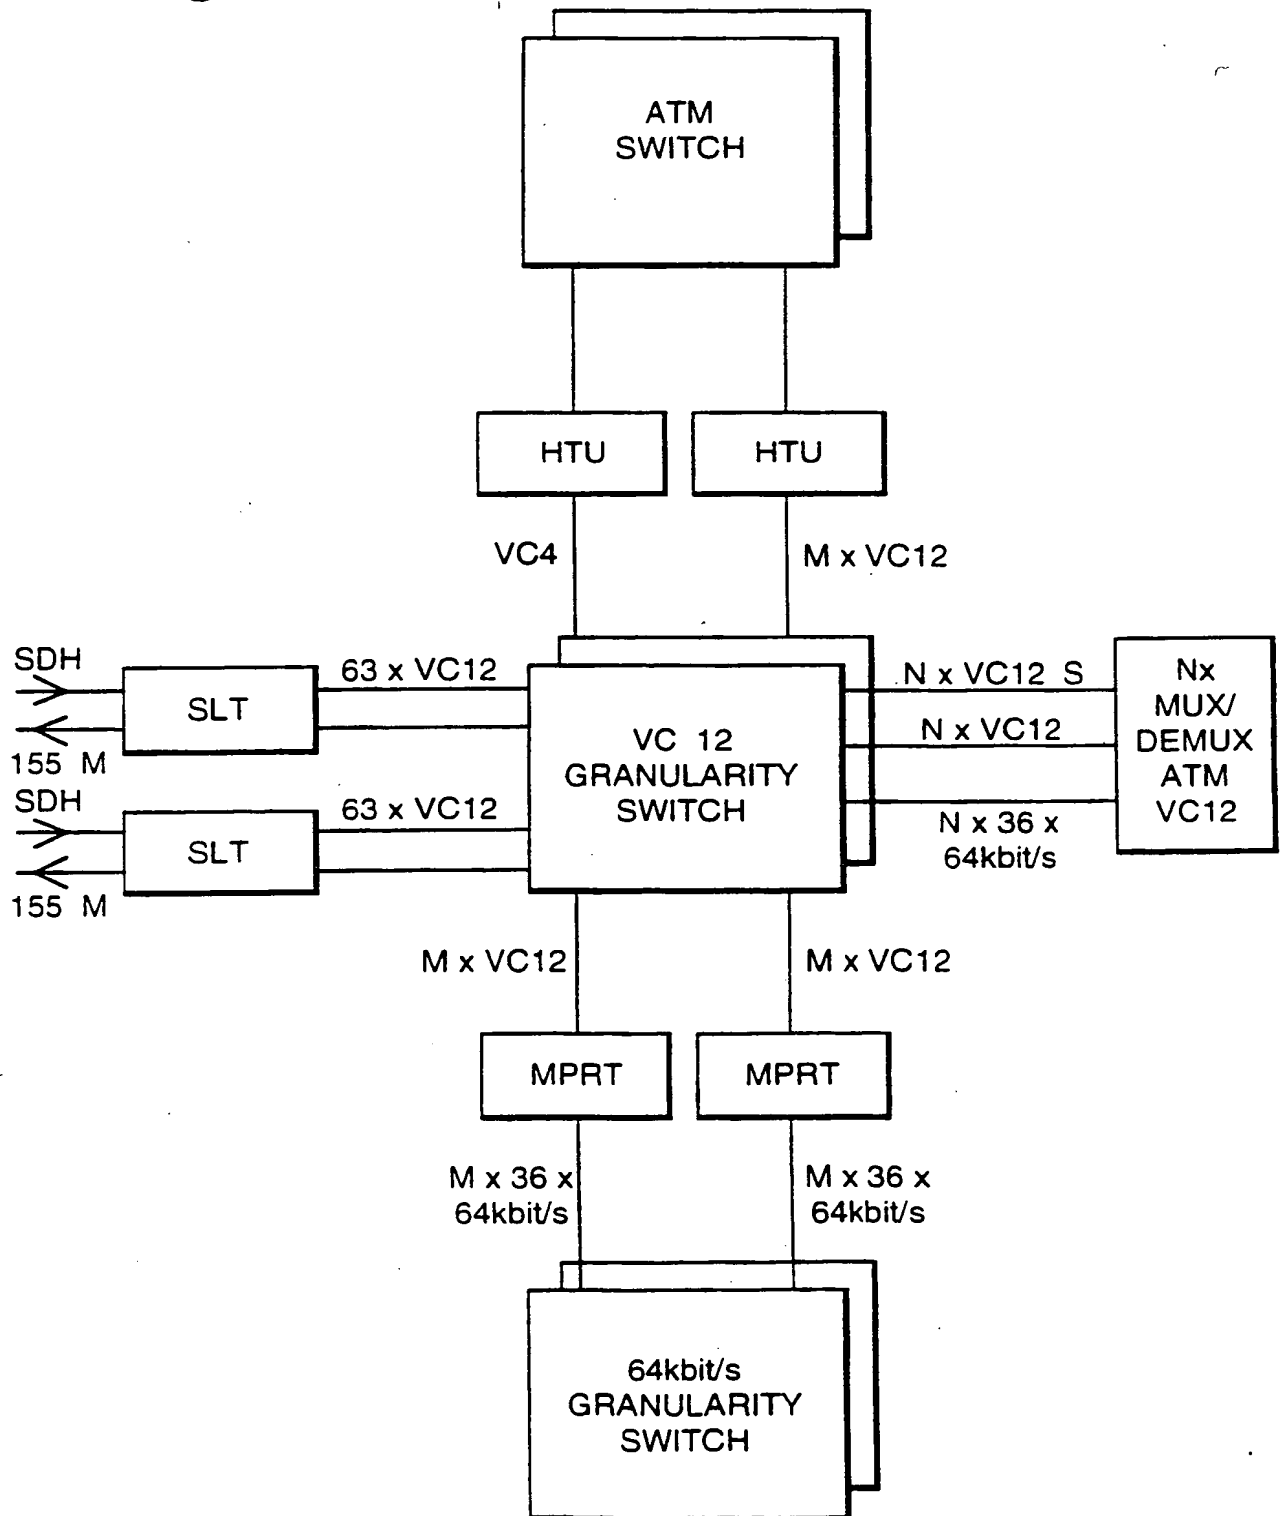 ATM
SWITCH
HTU
HTU
VC4
M x VC12
SDH
155 M
SLT
63 x VC12
SDH
155 M
SLT
63 x VC12
VC 12
GRANULARITY
SWITCH
N x VC12 S
N x VC12
N x 36 x
64kbit/s
Nx
MUX/
DEMUX
ATM
VC12
M x VC12
M x VC12
MPRT
MPRT
M x 36 x
64kbit/s
M x 36 x
64kbit/s
64kbit/s
GRANULARITY
SWITCH